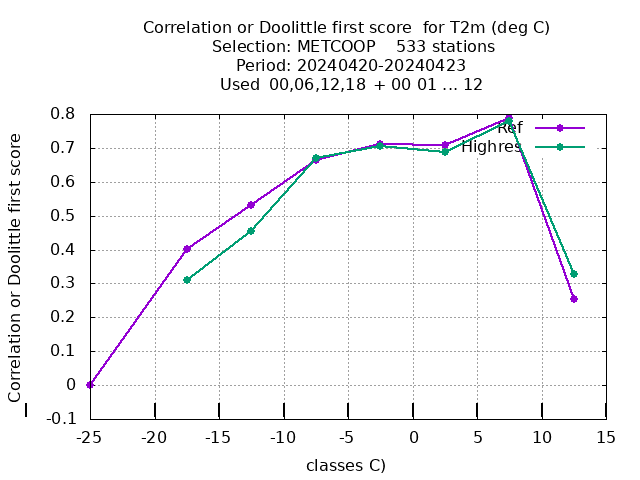 Correlation or Doolittle first score for T2m (deg C)
Selection: METCOOP 533 stations
Period: 20240420-20240423
Used 00,06,12,18 + 00 01 ... 12
Correlation or Doolittle first score
0.8
0.7
0.6
0.5
0.4
0.3
0.2
0.1
0
-0.1
Ref
Highres
-25 -20 -15 -10 -5 0 5 10 15
classes C)